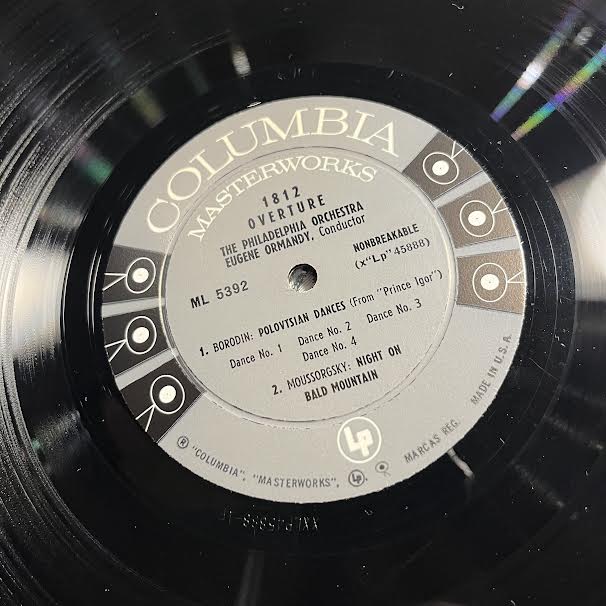 COLUMBIA
MASTERWORKS
1812
OVERTURE
THE PHILADELPHIA ORCHESTRA
EUGENE ORMANDY, Conductor
NONBREAKABLE
(x"Lp"45888)
ML 5392
1. BORODIN: POLOVTSIAN DANCES (From "Prince Igor")
Dance No. 1 Dance No. 2 Dance No. 3
Dance No. 4
2. MOUSSORGSKY: NIGHT ON
BALD MOUNTAIN
LP
® "COLUMBIA", "MASTERWORKS", LP, MARCAS REG. MADE IN U.S.A.